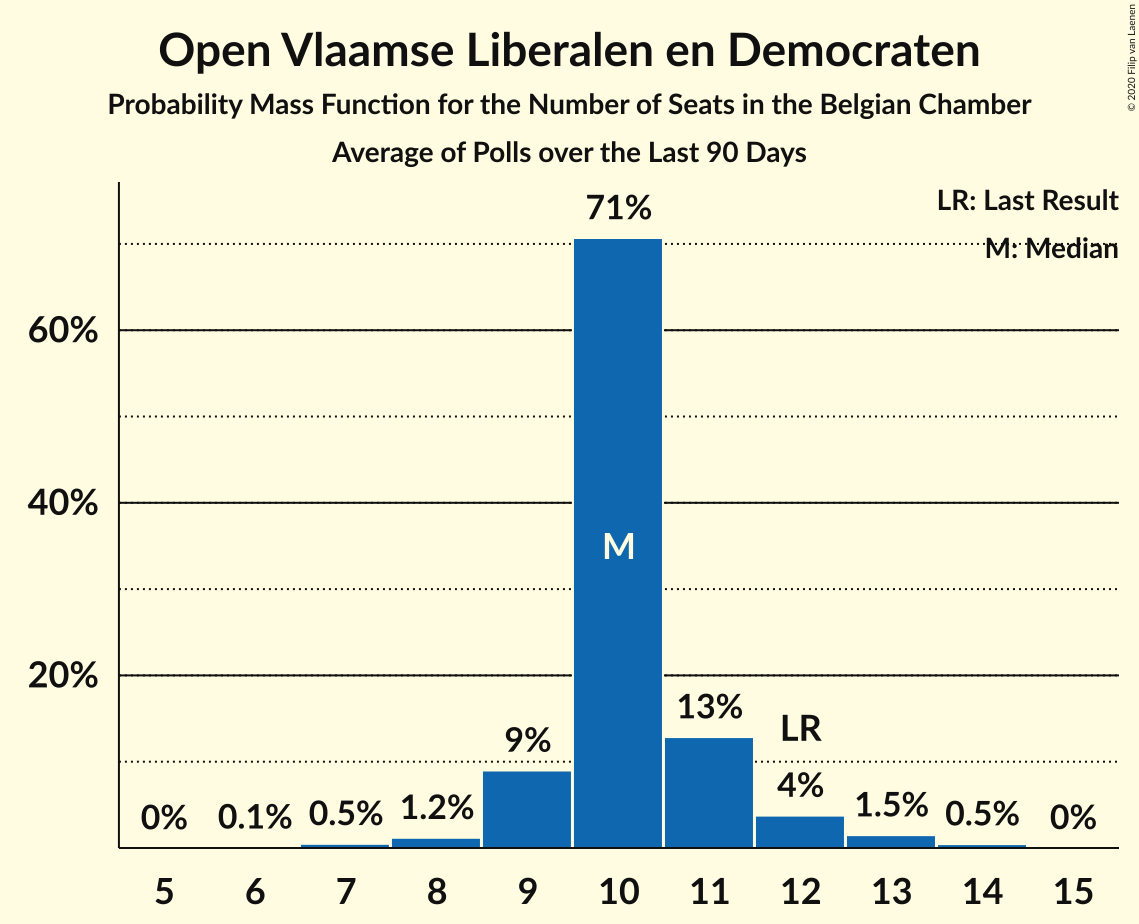 Open Vlaamse Liberalen en Democraten
Probability Mass Function for the Number of Seats in the Belgian Chamber
Average of Polls over the Last 90 Days
© 2020 Filip van Laenen
LR: Last Result
M: Median
71%
60%
40%
M
20%
13%
LR
9%
4%
0% 0.1% 0.5% 1.2% 1.5% 0.5% 0%
5 6 7 8 9 10 11 12 13 14 15